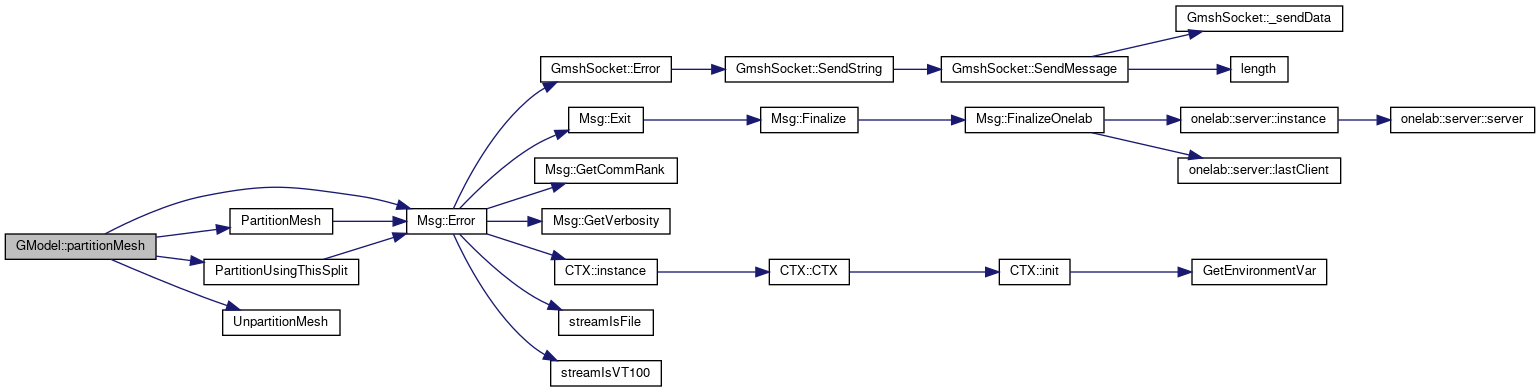 GModel::partitionMesh
PartitionMesh
PartitionUsingThisSplit
UnpartitionMesh
Msg::Error
GmshSocket::Error
Msg::Exit
Msg::GetCommRank
Msg::GetVerbosity
CTX::instance
streamIsFile
streamIsVT100
GmshSocket::SendString
Msg::Finalize
CTX::CTX
GmshSocket::SendMessage
Msg::FinalizeOnelab
CTX::init
GmshSocket::_sendData
length
onelab::server::instance
onelab::server::lastClient
GetEnvironmentVar
onelab::server::server